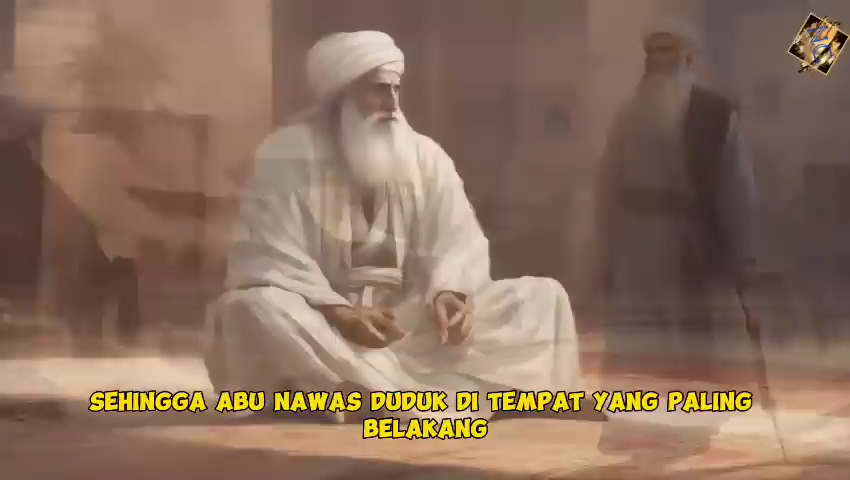 SEHINGGA ABU NAWAS DUDUK DI TEMPAT YANG PALING
BELAKANG